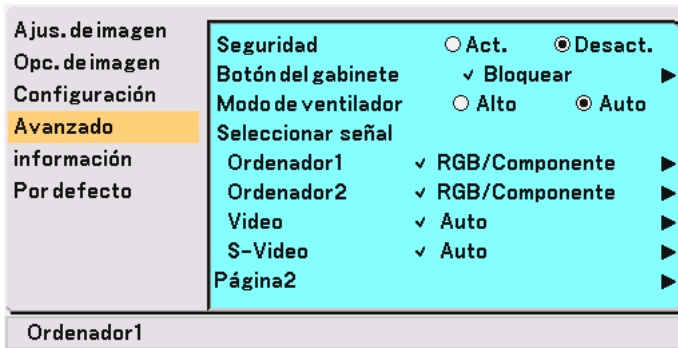 Ajus. de imagen
Opc. de imagen
Configuración
Avanzado
información
Por defecto
Seguridad Act. Desact.
Botón del gabinete Bloquear
Modo de ventilador Alto Auto
Seleccionar señal
Ordenador1 RGB/Componente
Ordenador2 RGB/Componente
Video Auto
S-Video Auto
Página2
Ordenador1